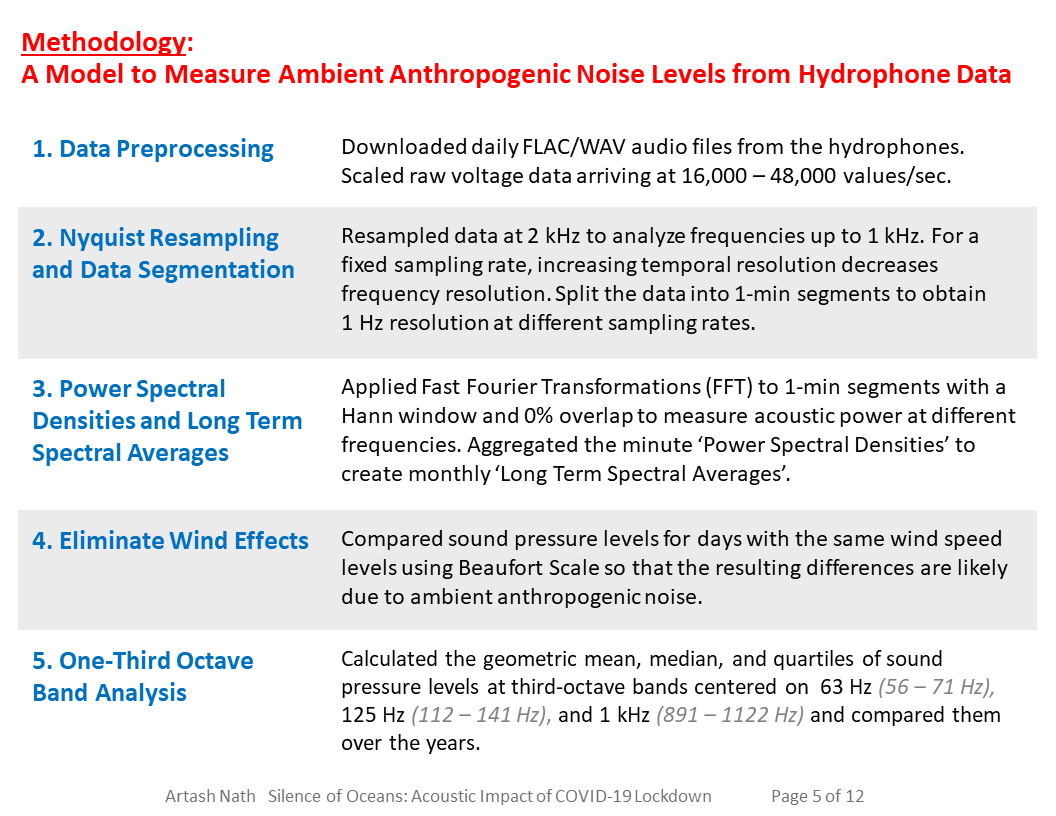 Methodology:
A Model to Measure Ambient Anthropogenic Noise Levels from Hydrophone Data
1. Data Preprocessing
Downloaded daily FLAC/WAV audio files from the hydrophones.
Scaled raw voltage data arriving at 16,000 – 48,000 values/sec.
2. Nyquist Resampling
and Data Segmentation
Resampled data at 2 kHz to analyze frequencies up to 1 kHz. For a
fixed sampling rate, increasing temporal resolution decreases
frequency resolution. Split the data into 1-min segments to obtain
1 Hz resolution at different sampling rates.
3. Power Spectral
Densities and Long Term
Spectral Averages
Applied Fast Fourier Transformations (FFT) to 1-min segments with a
Hann window and 0% overlap to measure acoustic power at different
frequencies. Aggregated the minute ‘Power Spectral Densities’ to
create monthly ‘Long Term Spectral Averages’.
4. Eliminate Wind Effects
Compared sound pressure levels for days with the same wind speed
levels using Beaufort Scale so that the resulting differences are likely
due to ambient anthropogenic noise.
5. One-Third Octave
Band Analysis
Calculated the geometric mean, median, and quartiles of sound
pressure levels at third-octave bands centered on 63 Hz (56 – 71 Hz),
125 Hz (112 – 141 Hz), and 1 kHz (891 – 1122 Hz) and compared them
over the years.
Artash Nath Silence of Oceans: Acoustic Impact of COVID-19 Lockdown Page 5 of 12